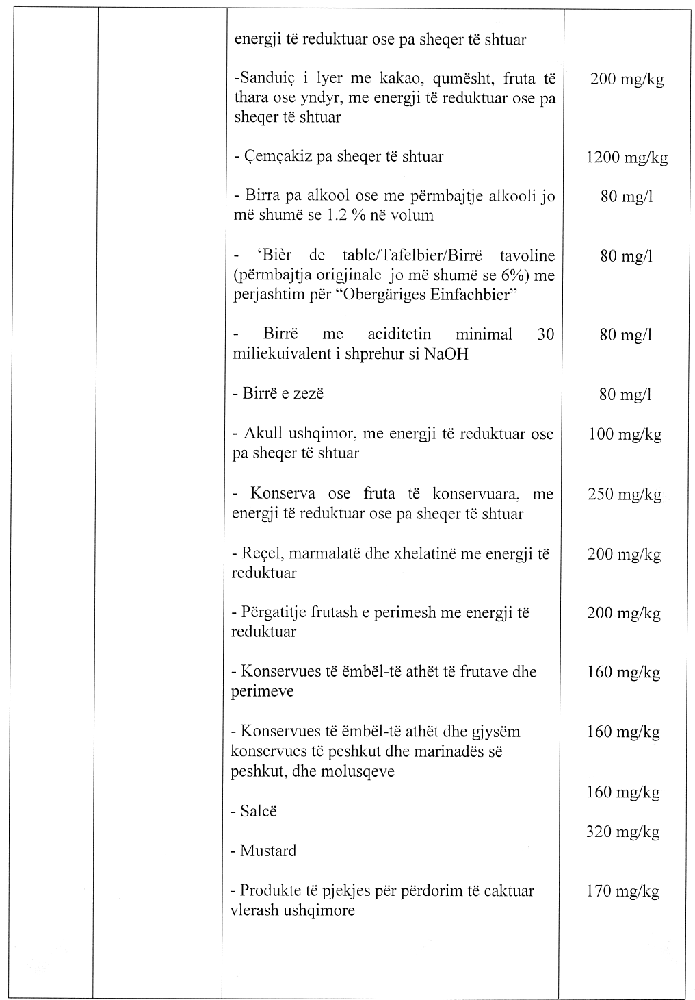 energji të reduktuar ose pa sheqer të shtuar
-Sanduiç i lyer me kakao, qumësht, fruta të 200 mg/kg
thara ose yndyr, me energji të reduktuar ose pa
sheqer të shtuar
- Çemçakiz pa sheqer të shtuar 1200 mg/kg
- Birra pa alkool ose me përmbajtje alkooli jo 80 mg/l
më shumë se 1.2 % në volum
- ‘Bièr de table/Tafelbier/Birrë tavoline 80 mg/l
(përmbajtja origjinale jo më shumë se 6%) me
perjashtim për “Obergäriges Einfachbier”
- Birrë me aciditetin minimal 30 80 mg/l
miliekuivalent i shprehur si NaOH
- Birrë e zezë 80 mg/l
- Akull ushqimor, me energji të reduktuar ose 100 mg/kg
pa sheqer të shtuar
- Konserva ose fruta të konservuara, me 250 mg/kg
energji të reduktuar ose pa sheqer të shtuar
- Reçel, marmalatë dhe xhelatinë me energji të 200 mg/kg
reduktuar
- Përgatitje frutash e perimesh me energji të 200 mg/kg
reduktuar
- Konservues të ëmbël-të athët të frutave dhe 160 mg/kg
perimeve
- Konservues të ëmbël-të athët dhe gjysëm 160 mg/kg
konservues të peshkut dhe marinadës së
peshkut, dhe molusqeve
160 mg/kg
- Salcë
320 mg/kg
- Mustard
- Produkte të pjekjes për përdorim të caktuar 170 mg/kg
vlerash ushqimore